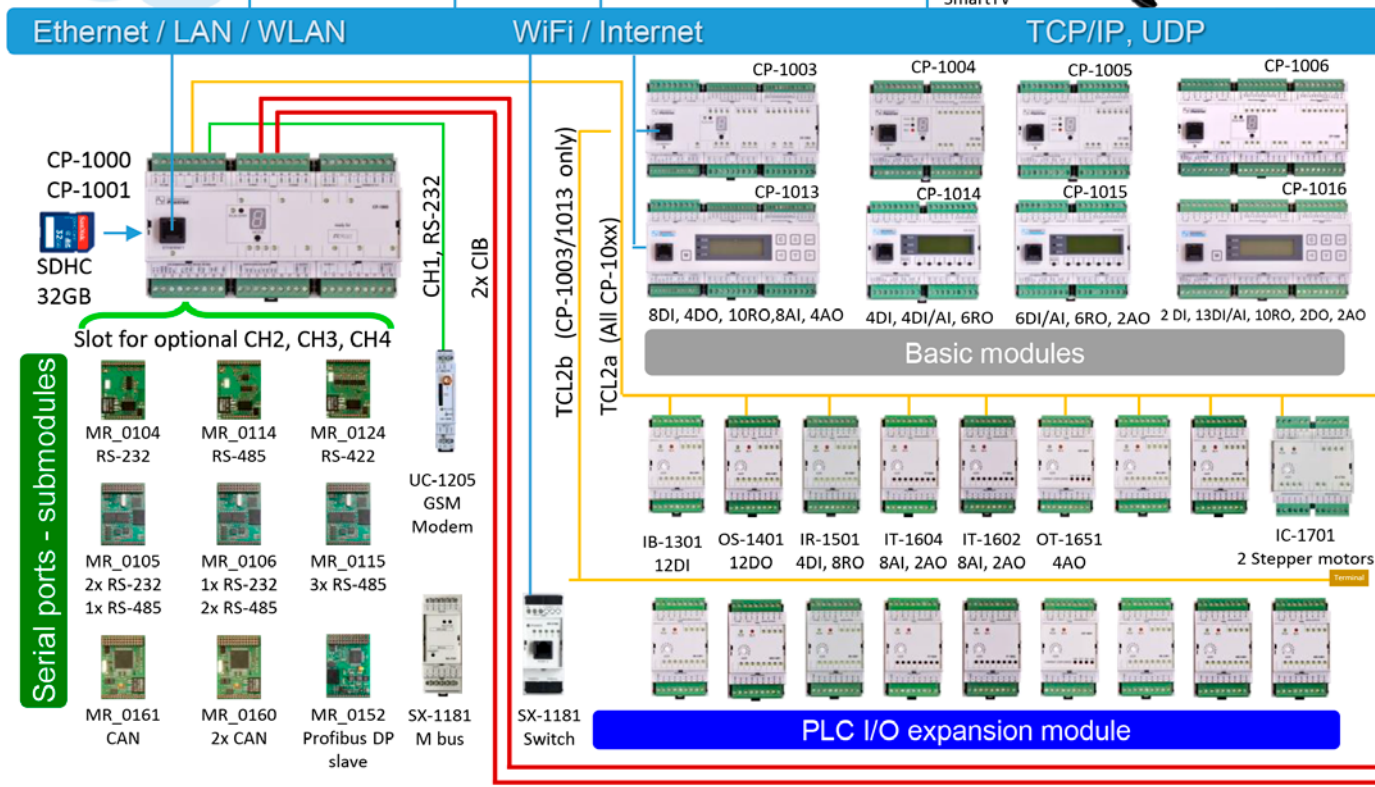 SmartTV
Ethernet / LAN / WLAN
WiFi / Internet
TCP/IP, UDP
CP-1000
CP-1001
SDHC
32GB
CH1, RS-232
2x CIB
TCL2b (CP-1003/1013 only)
TCL2a (All CP-10xx)
CP-1003
CP-1004
CP-1005
CP-1006
CP-1013
CP-1014
CP-1015
CP-1016
8DI, 4DO, 10RO,8AI, 4AO
4DI, 4DI/AI, 6RO
6DI/AI, 6RO, 2AO
2 DI, 13DI/AI, 10RO, 2DO, 2AO
Basic modules
Slot for optional CH2, CH3, CH4
Serial ports - submodules
MR_0104
RS-232
MR_0114
RS-485
MR_0124
RS-422
MR_0105
2x RS-232
1x RS-485
MR_0106
1x RS-232
2x RS-485
MR_0115
3x RS-485
MR_0161
CAN
MR_0160
2x CAN
MR_0152
Profibus DP
slave
UC-1205
GSM
Modem
SX-1181
M bus
SX-1181
Switch
IB-1301
12DI
OS-1401
12DO
IR-1501
4DI, 8RO
IT-1604
8AI, 2AO
IT-1602
8AI, 2AO
OT-1651
4AO
IC-1701
2 Stepper motors
Terminal
PLC I/O expansion module